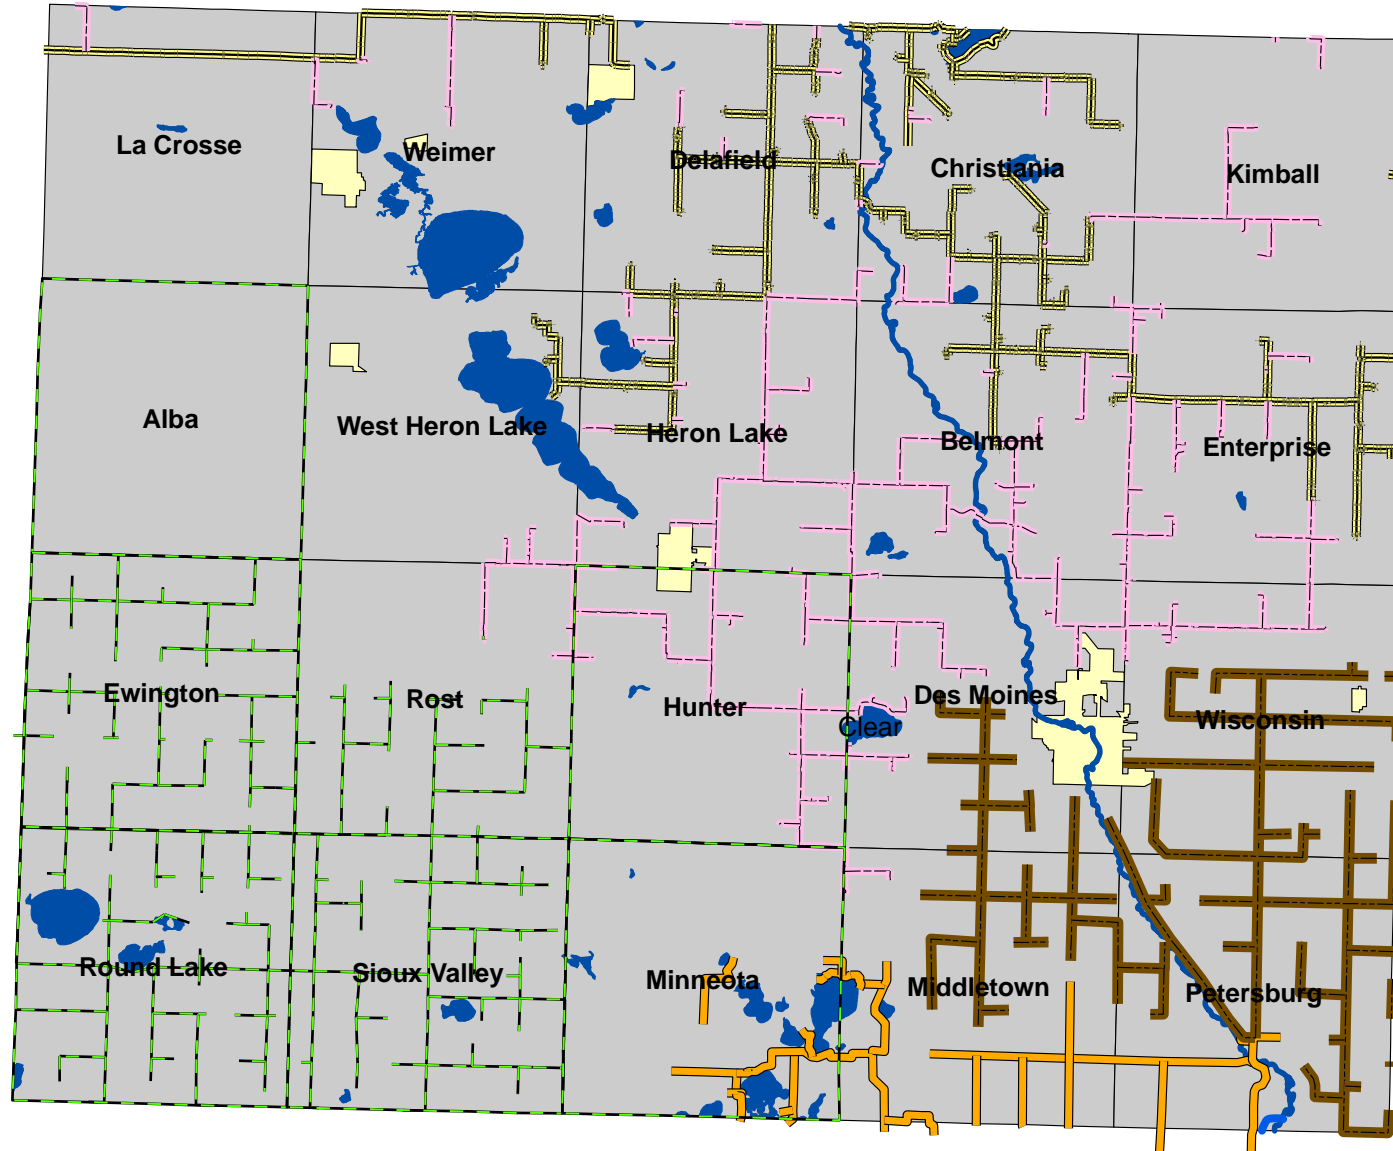 La Crosse
Weimer
Delafield
Christiania
Kimball
Alba
West Heron Lake
Heron Lake
Belmont
Enterprise
Ewington
Rost
Hunter
Des Moines
Clear
Wisconsin
Round Lake
Sioux Valley
Minneota
Middletown
Petersburg